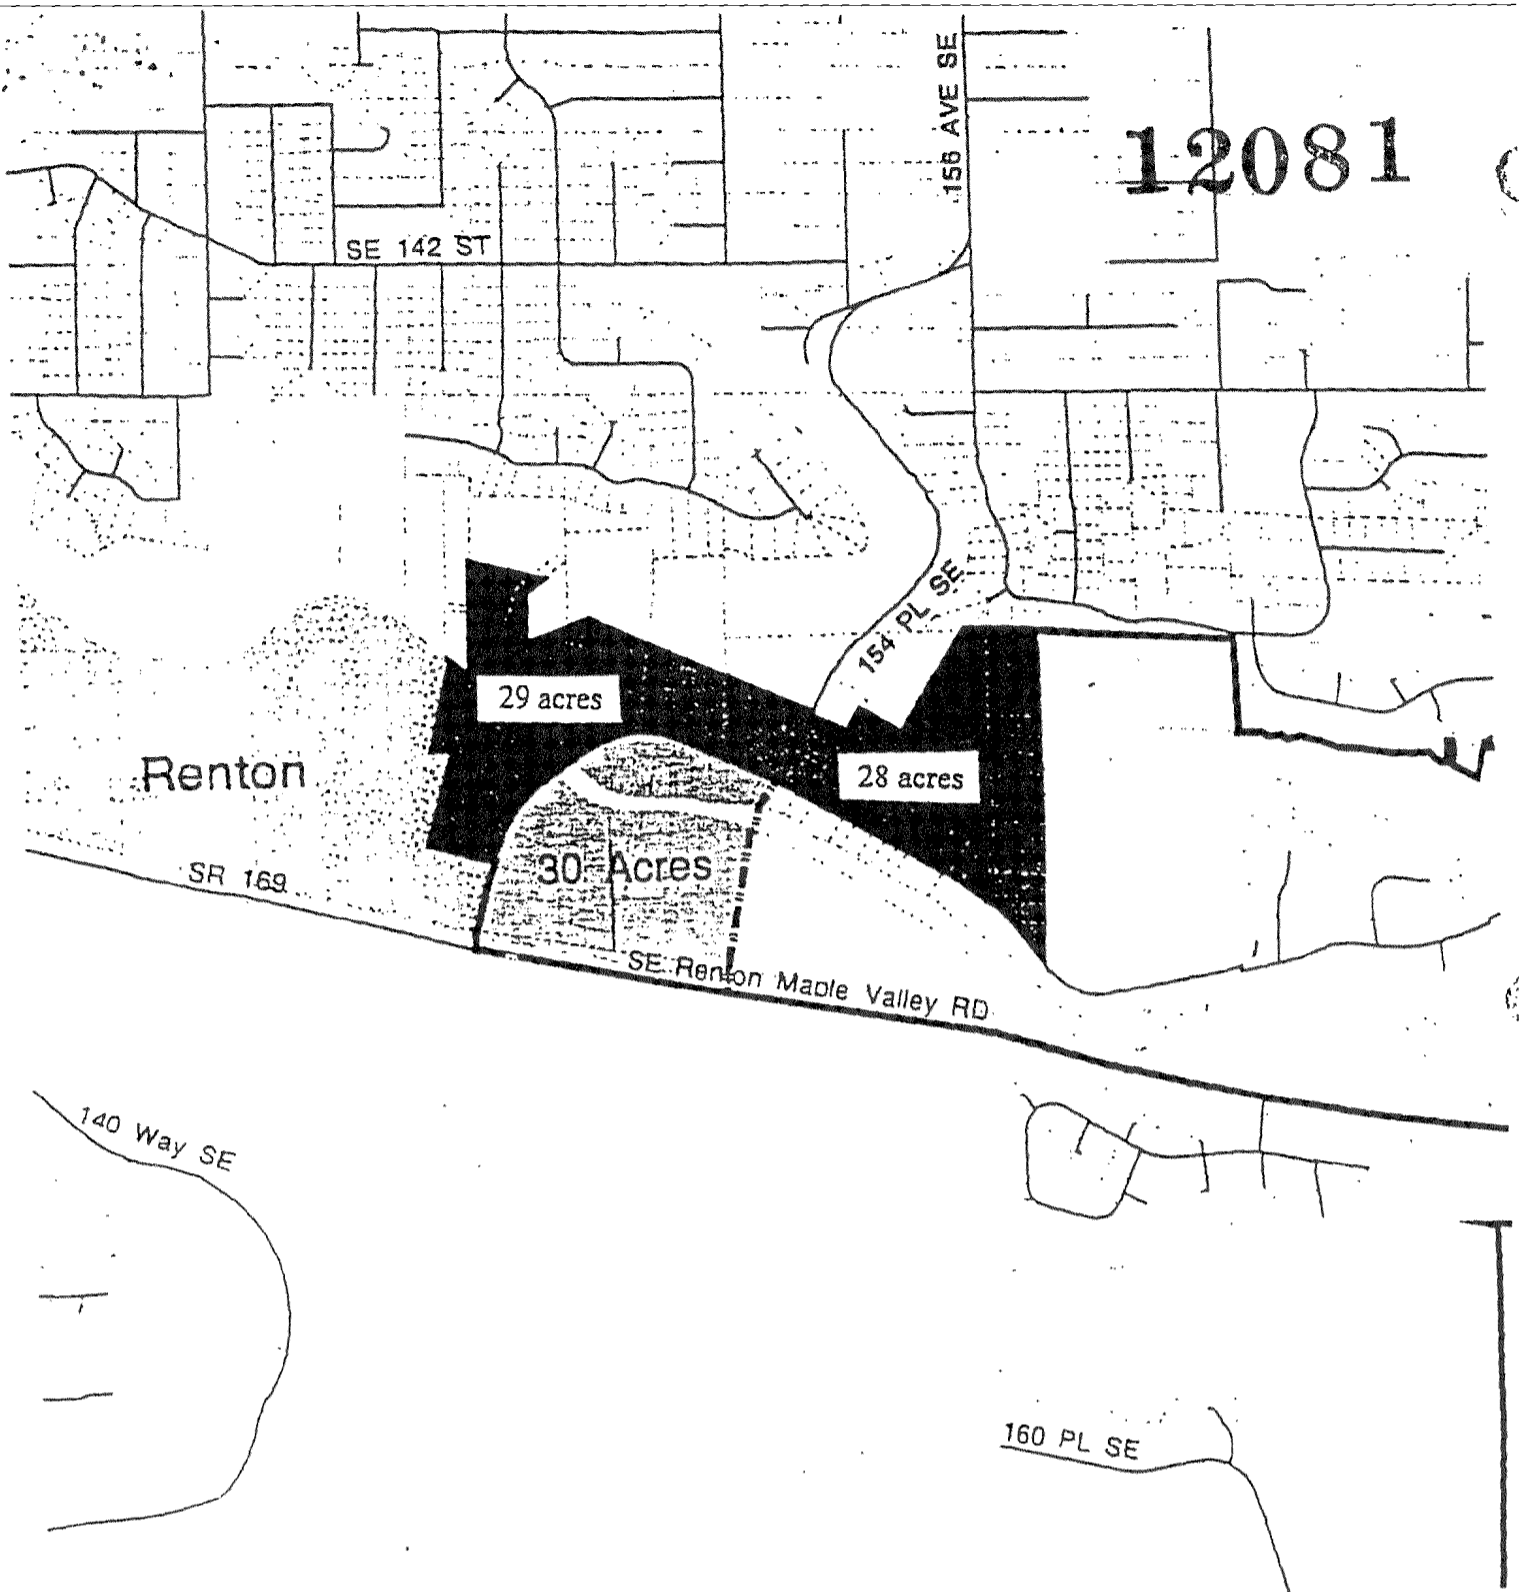 156 AVE SE
12081
SE 142 ST
154 PL SE
29 acres
Renton
28 acres
30 Acres
SR 169
SE Renton Maple Valley RD
140 Way SE
160 PL SE